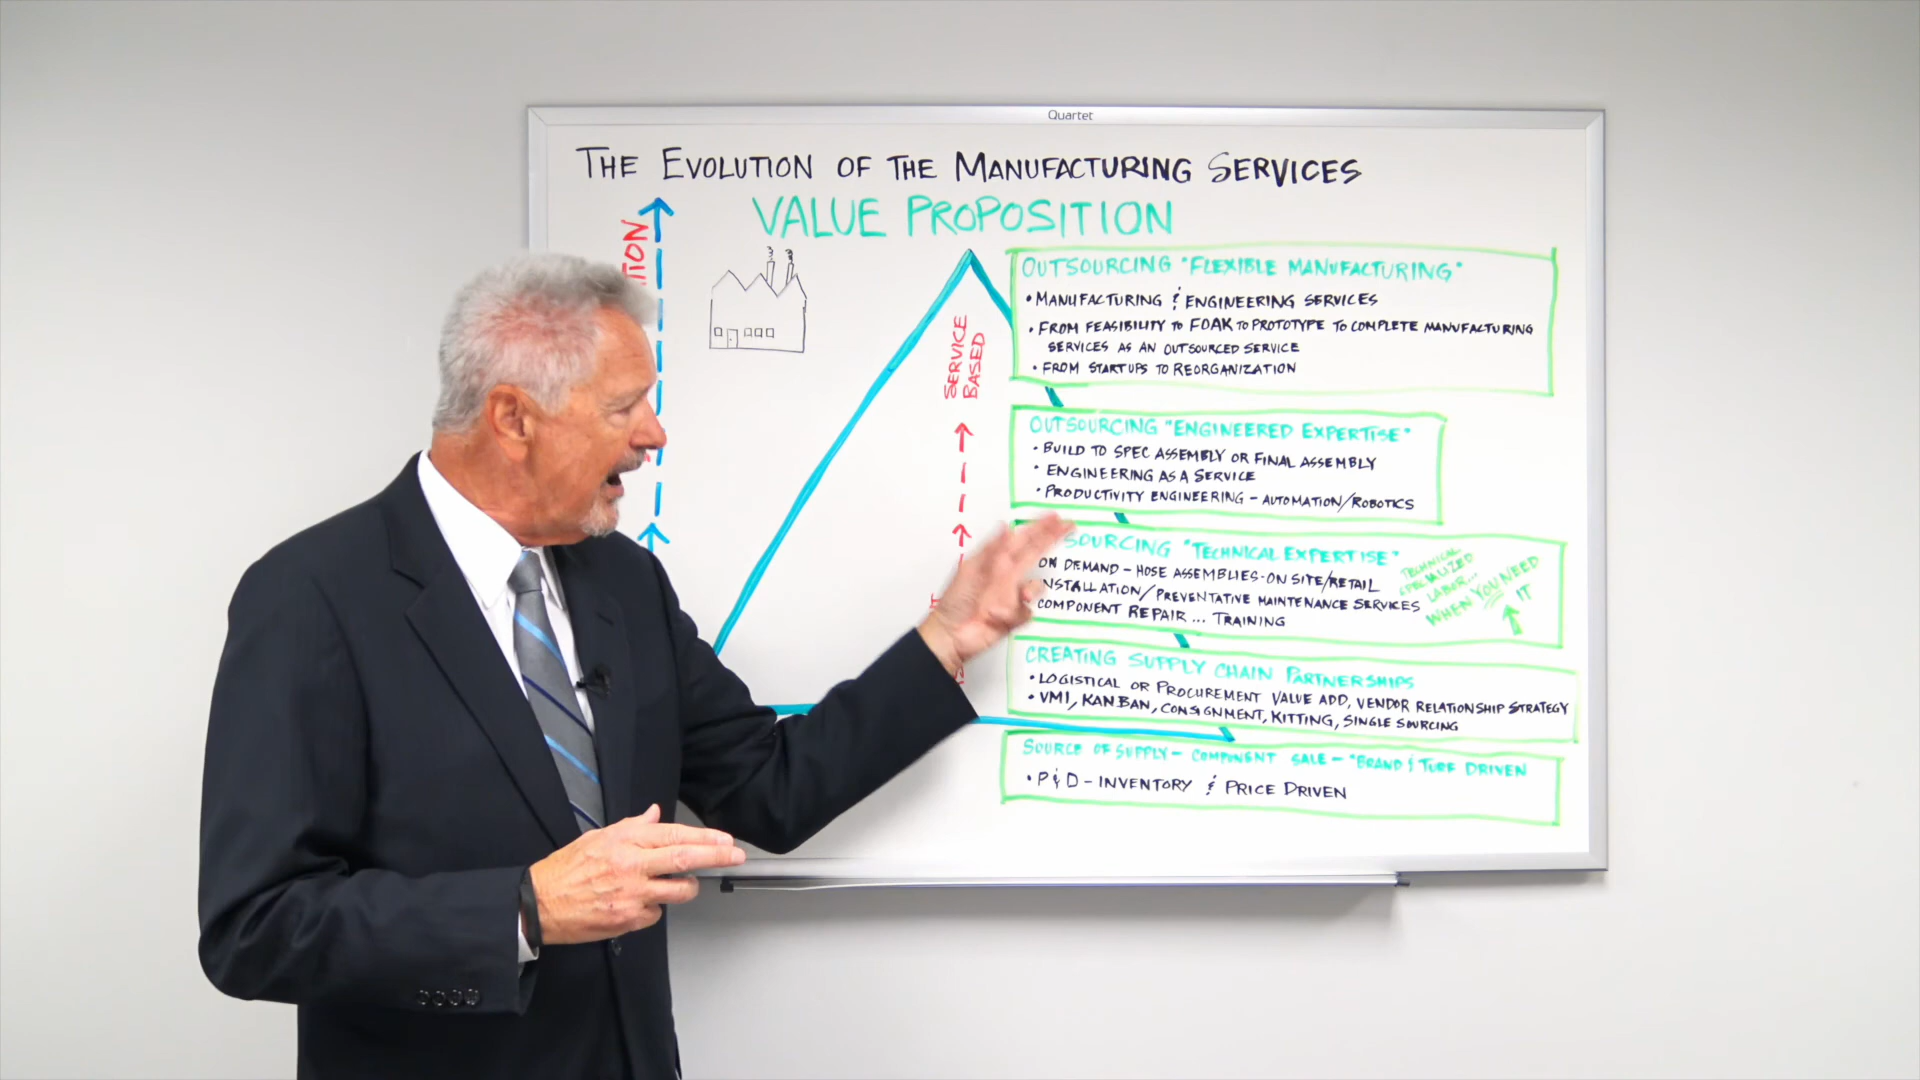 Quartet
THE EVOLUTION OF THE MANUFACTURING SERVICES
VALUE PROPOSITION
TION
SERVICE
BASED
OUTSOURCING "FLEXIBLE MANUFACTURING"
• MANUFACTURING & ENGINEERING SERVICES
• FROM FEASIBILITY TO FOAK TO PROTOTYPE TO COMPLETE MANUFACTURING
SERVICES AS AN OUTSOURCED SERVICE
• FROM STARTUPS TO REORGANIZATION
OUTSOURCING "ENGINEERED EXPERTISE"
• BUILD TO SPEC ASSEMBLY OR FINAL ASSEMBLY
• ENGINEERING AS A SERVICE
• PRODUCTIVITY ENGINEERING - AUTOMATION/ROBOTICS
SOURCING "TECHNICAL EXPERTISE"
ON DEMAND - HOSE ASSEMBLIES - ON SITE/RETAIL
NSTALLATION/PREVENTATIVE MAINTENANCE SERVICES
COMPONENT REPAIR... TRAINING
TECHNICAL
SPECIALIZED
LABOR...
WHEN YOU NEED
IT
CREATING SUPPLY CHAIN PARTNERSHIPS
• LOGISTICAL OR PROCUREMENT VALUE ADD, VENDOR RELATIONSHIP STRATEGY
• VMI, KANBAN, CONSIGNMENT, KITTING, SINGLE SOURCING
SOURCE OF SUPPLY - COMPONENT SALE - "BRAND & TURF DRIVEN
• P & D - INVENTORY & PRICE DRIVEN